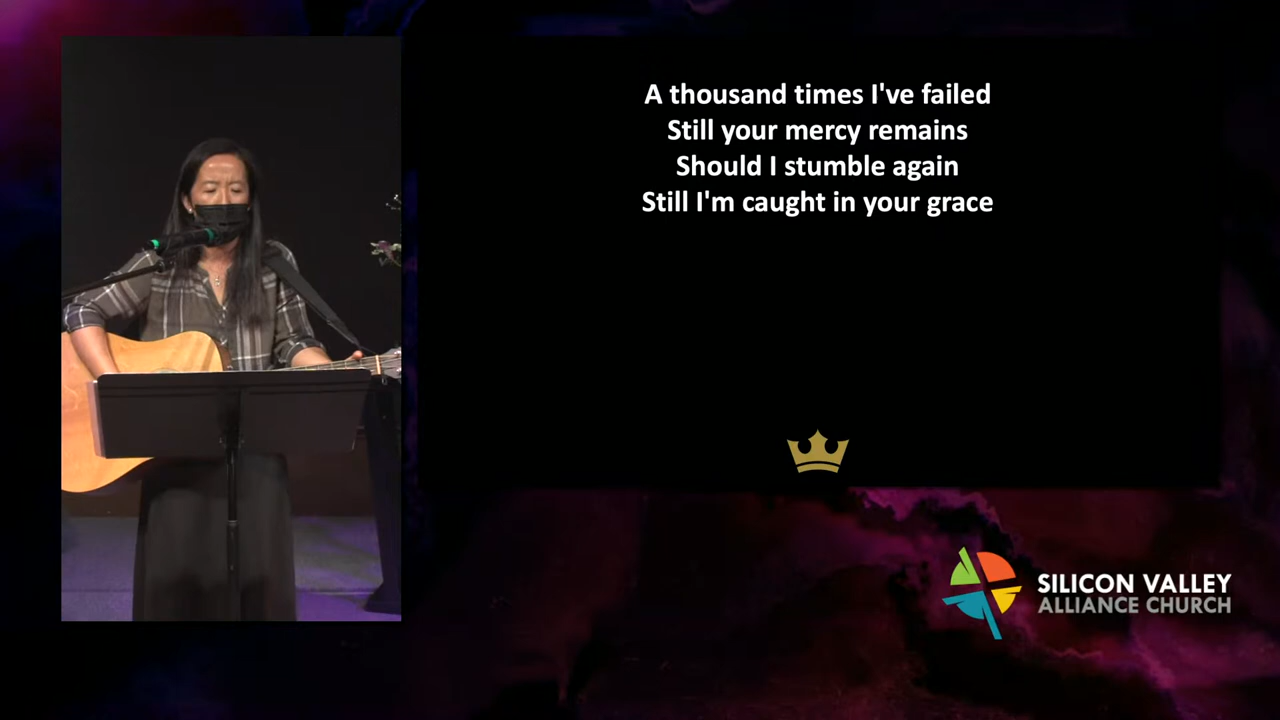 A thousand times I've failed
Still your mercy remains
Should I stumble again
Still I'm caught in your grace
SILICON VALLEY
ALLIANCE CHURCH